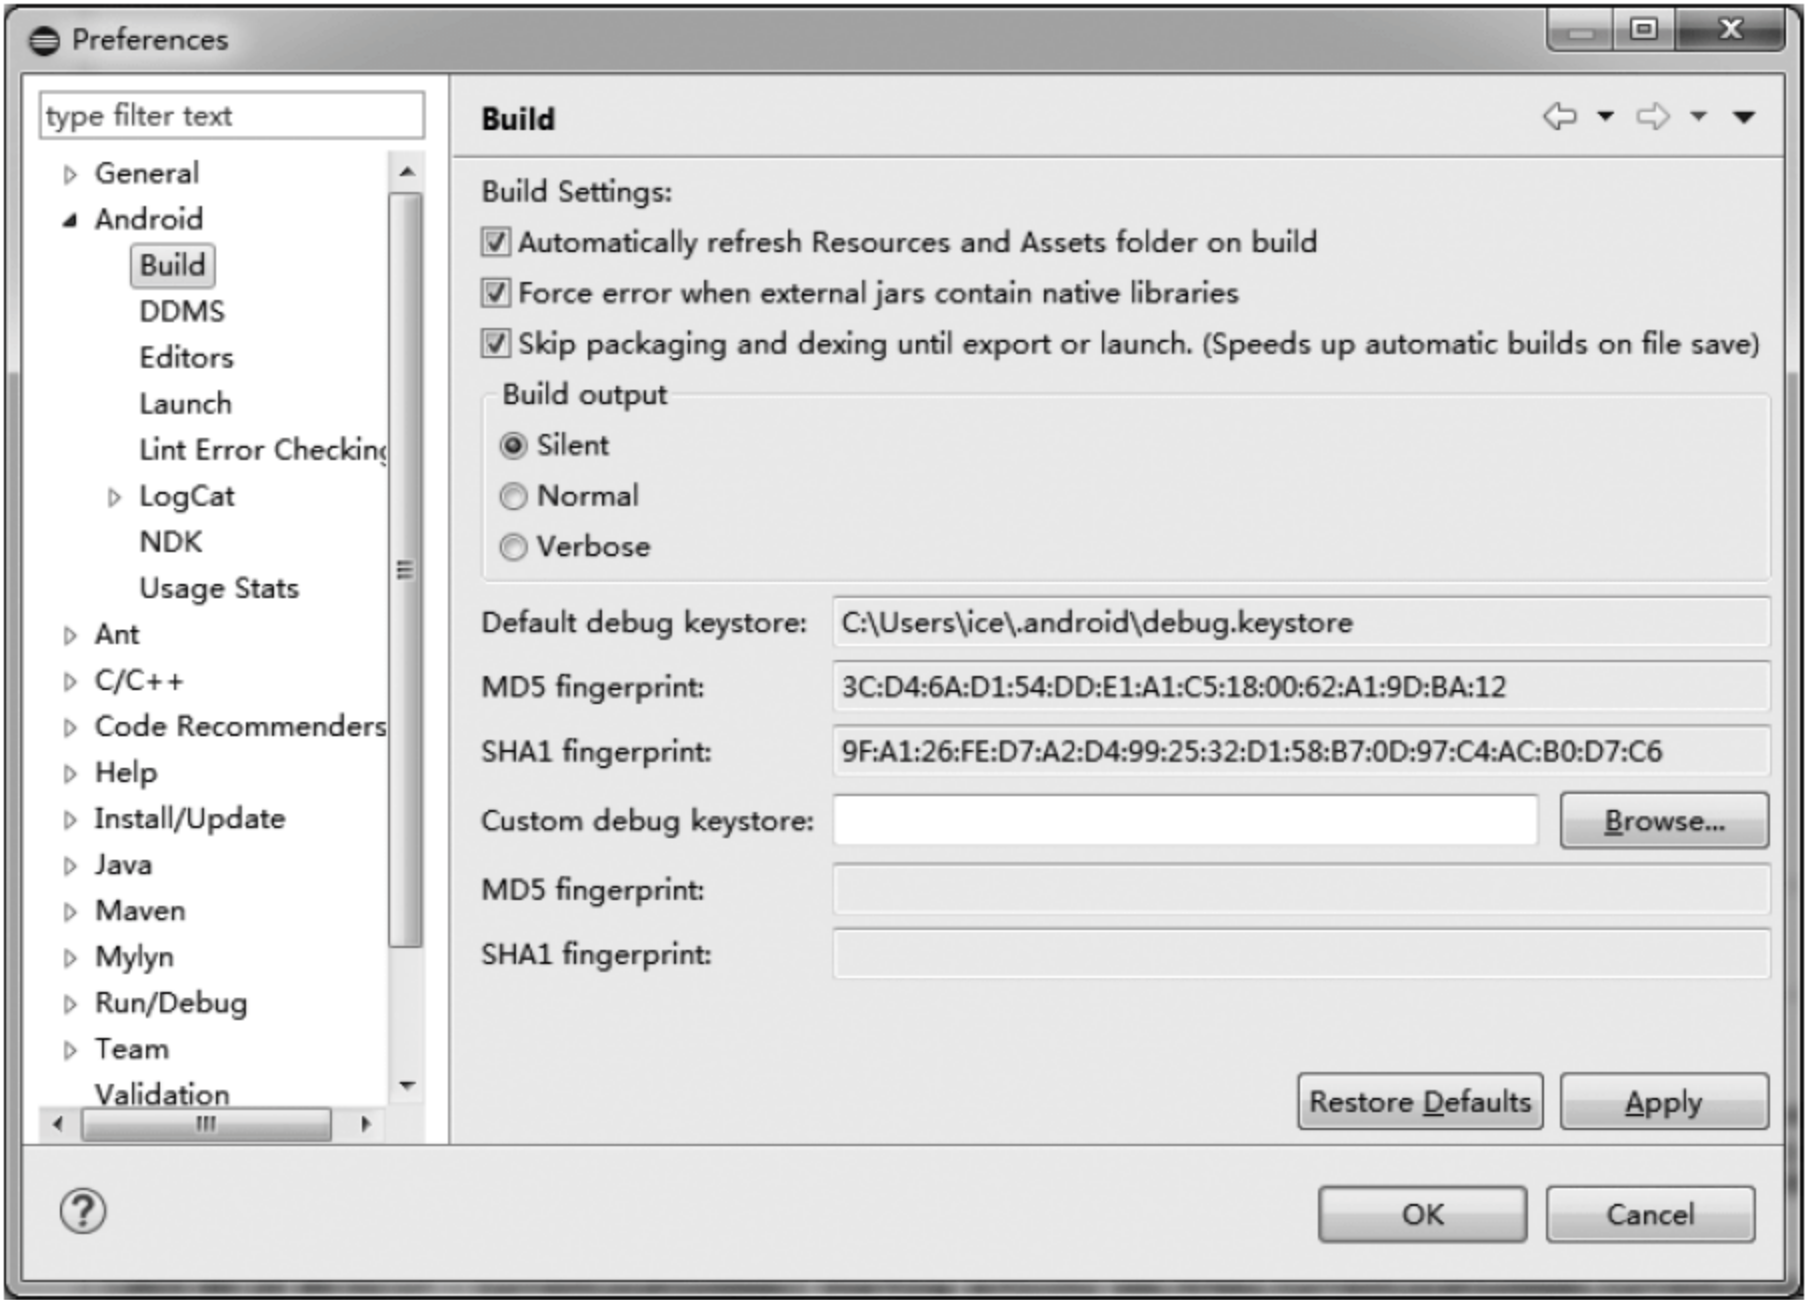 Preferences
type filter text
General
Android
Build
DDMS
Editors
Launch
Lint Error Checking
LogCat
NDK
Usage Stats
Ant
C/C++
Code Recommenders
Help
Install/Update
Java
Maven
Mylyn
Run/Debug
Team
Validation
Build
Build Settings:
Automatically refresh Resources and Assets folder on build
Force error when external jars contain native libraries
Skip packaging and dexing until export or launch. (Speeds up automatic builds on file save)
Build output
Silent
Normal
Verbose
Default debug keystore: C:\Users\ice\.android\debug.keystore
MD5 fingerprint: 3C:D4:6A:D1:54:DD:E1:A1:C5:18:00:62:A1:9D:BA:12
SHA1 fingerprint: 9F:A1:26:FE:D7:A2:D4:99:25:32:D1:58:B7:0D:97:C4:AC:B0:D7:C6
Custom debug keystore: Browse...
MD5 fingerprint:
SHA1 fingerprint:
Restore Defaults Apply
OK Cancel